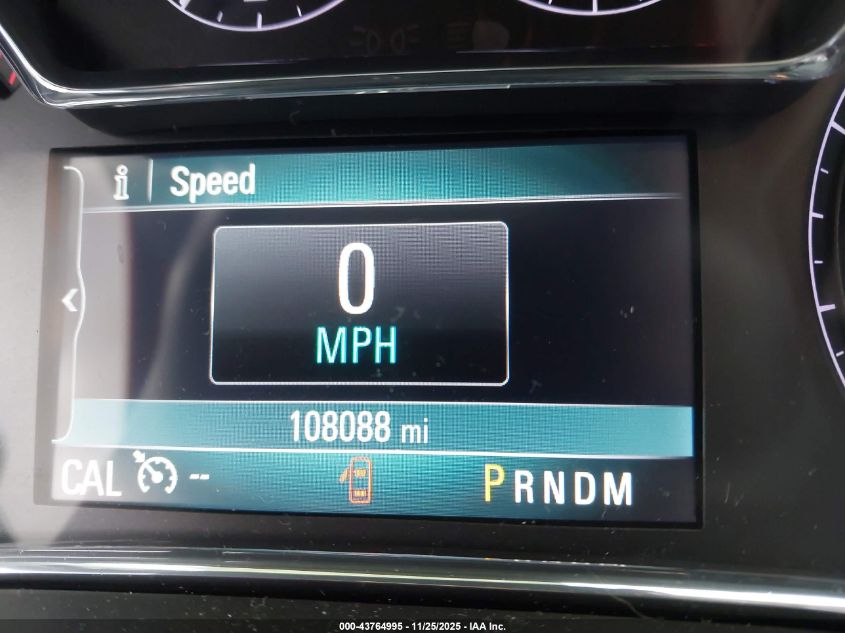 i Speed
0
MPH
108088 mi
CAL --
PRNDM
000-43764995 - 11/25/2025 - IAA Inc.